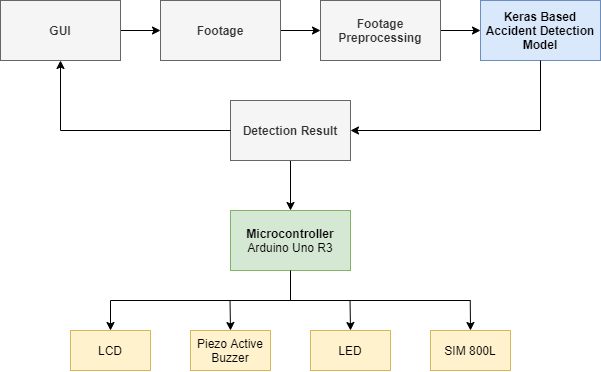 GUI
Footage
Footage
Preprocessing
Keras Based
Accident Detection
Model
Detection Result
Microcontroller
Arduino Uno R3
LCD
Piezo Active
Buzzer
LED
SIM 800L